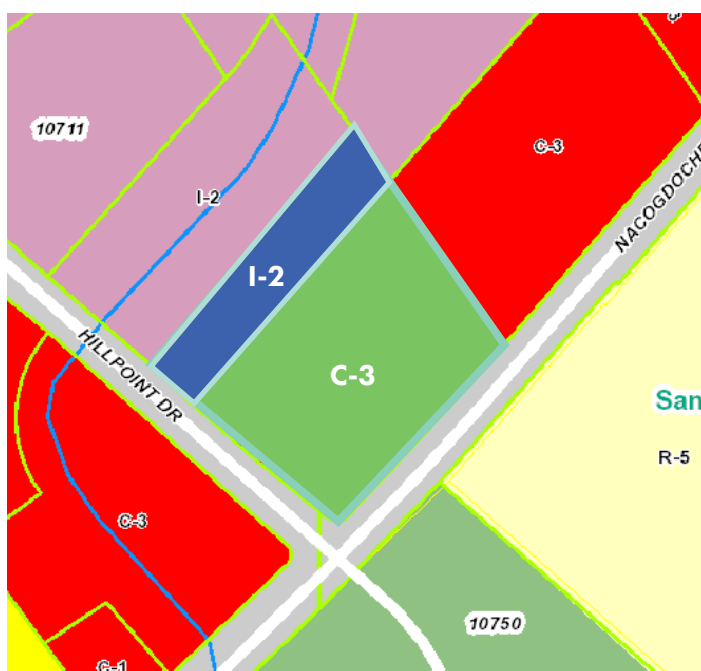 10711
C-3
I-2
NACOGDOCHE
I-2
C-3
HILLPOINT DR
San
R-5
C-3
10750
C-1